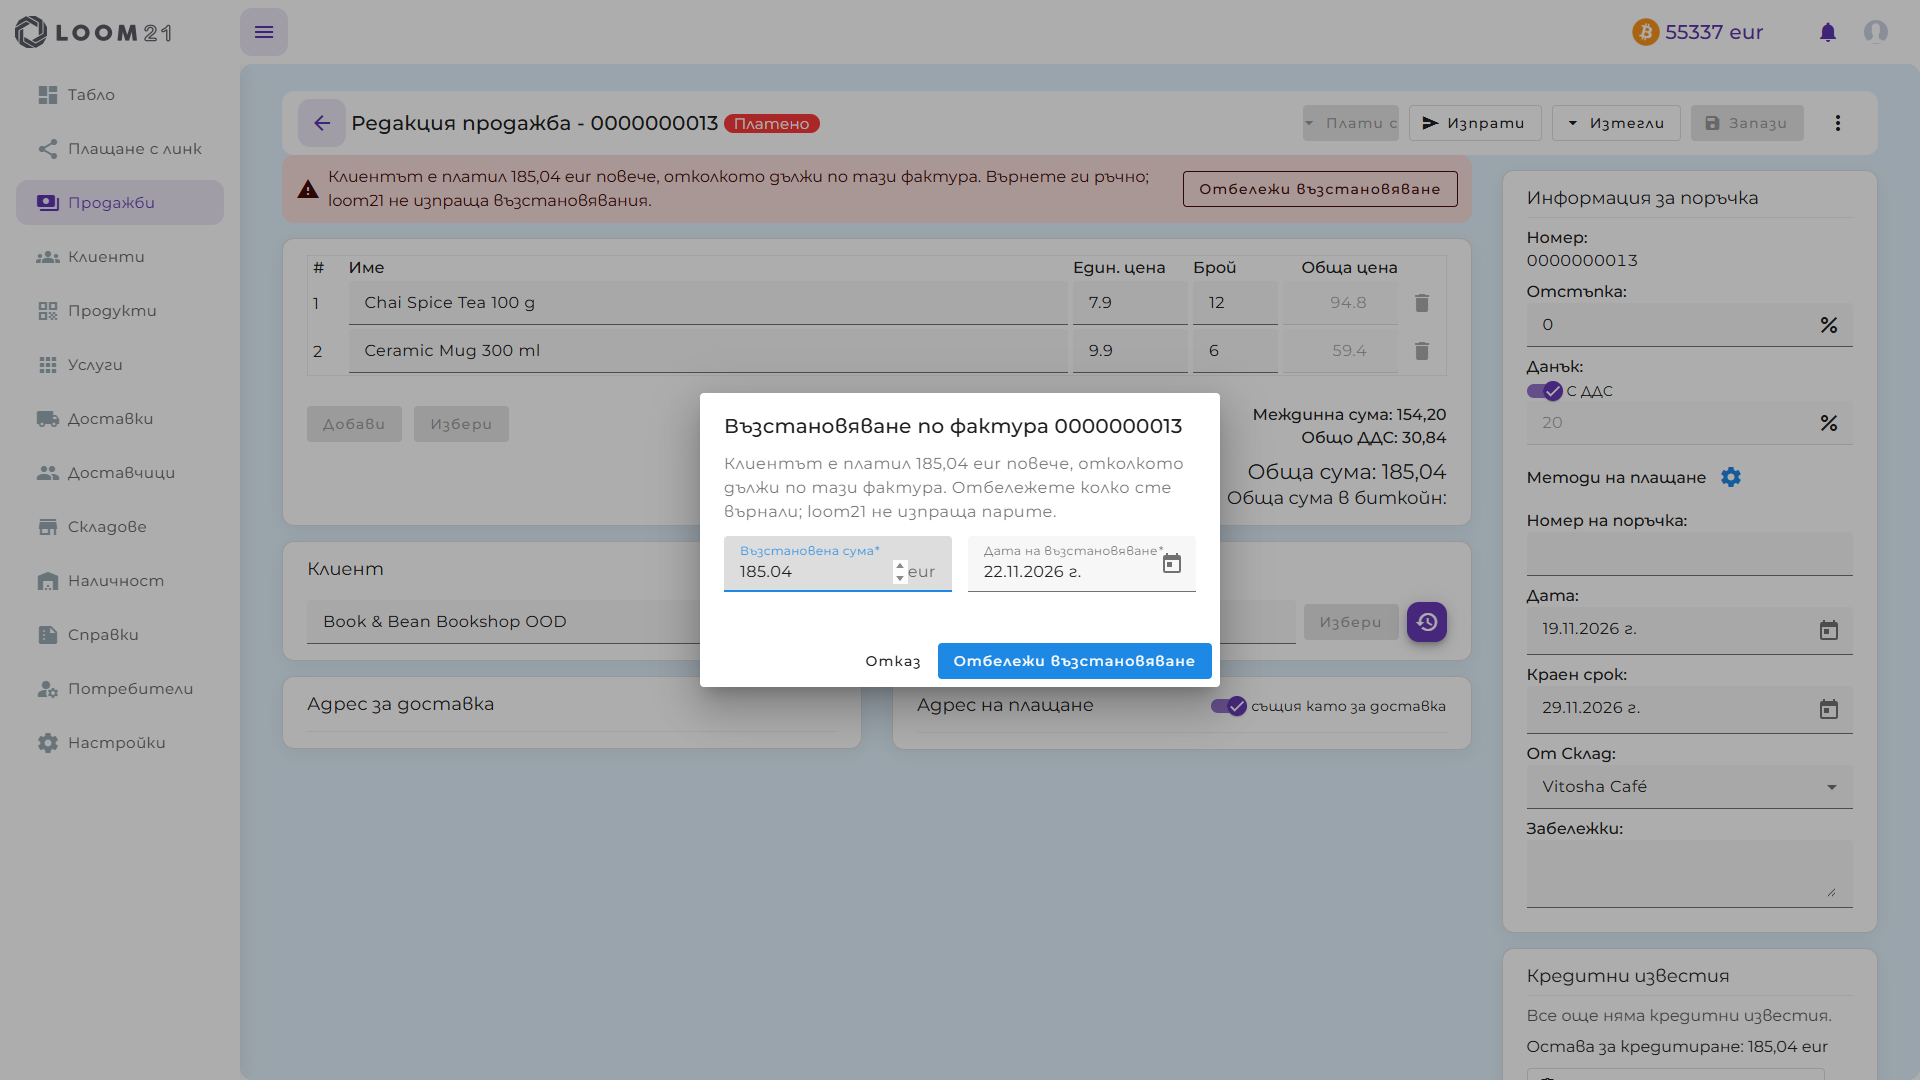 LOOM 21
55337 eur
Табло
Плащане с линк
Продажби
Клиенти
Продукти
Услуги
Доставки
Доставчици
Складове
Наличност
Справки
Потребители
Настройки
Редакция продажба - 0000000013 Платено
Плати с
Изпрати
Изтегли
Запази
Клиентът е платил 185,04 eur повече, отколкото дължи по тази фактура. Върнете ги ръчно;
loom21 не изпраща възстановявания.
Отбележи възстановяване
# Име Един. цена Брой Обща цена
1 Chai Spice Tea 100 g 7.9 12 94.8
2 Ceramic Mug 300 ml 9.9 6 59.4
Добави Избери
Междинна сума: 154,20
Общо ДДС: 30,84
Обща сума: 185,04
Обща сума в биткойн:
Възстановяване по фактура 0000000013
Клиентът е платил 185,04 eur повече, отколкото
дължи по тази фактура. Отбележете колко сте
върнали; loom21 не изпраща парите.
Възстановена сума*
185.04 eur
Дата на възстановяване*
22.11.2026 г.
Отказ Отбележи възстановяване
Клиент
Book & Bean Bookshop OOD
Избери
Адрес за доставка
Адрес на плащане
същия като за доставка
Информация за поръчка
Номер:
0000000013
Отстъпка:
0 %
Данък:
С ДДС
20 %
Методи на плащане
Номер на поръчка:
Дата:
19.11.2026 г.
Краен срок:
29.11.2026 г.
От Склад:
Vitosha Café
Забележки:
Кредитни известия
Все още няма кредитни известия.
Остава за кредитиране: 185,04 eur